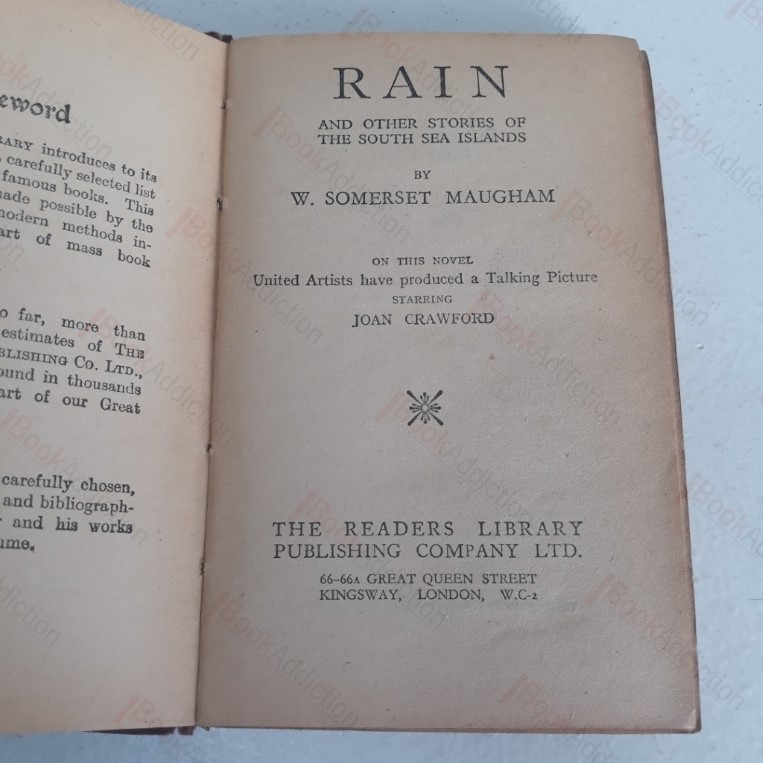 eword
RARY introduces to its
carefully selected list
famous books. This
ade possible by the
modern methods in-
art of mass book
o far, more than
estimates of THE
BLISHING CO. LTD.,
ound in thousands
art of our Great
carefully chosen,
and bibliograph-
and his works
ume.
RAIN
AND OTHER STORIES OF
THE SOUTH SEA ISLANDS
BY
W. SOMERSET MAUGHAM
ON THIS NOVEL
United Artists have produced a Talking Picture
STARRING
JOAN CRAWFORD
THE READERS LIBRARY
PUBLISHING COMPANY LTD.
66-66A GREAT QUEEN STREET
KINGSWAY, LONDON, W.C-2
BookAddiction